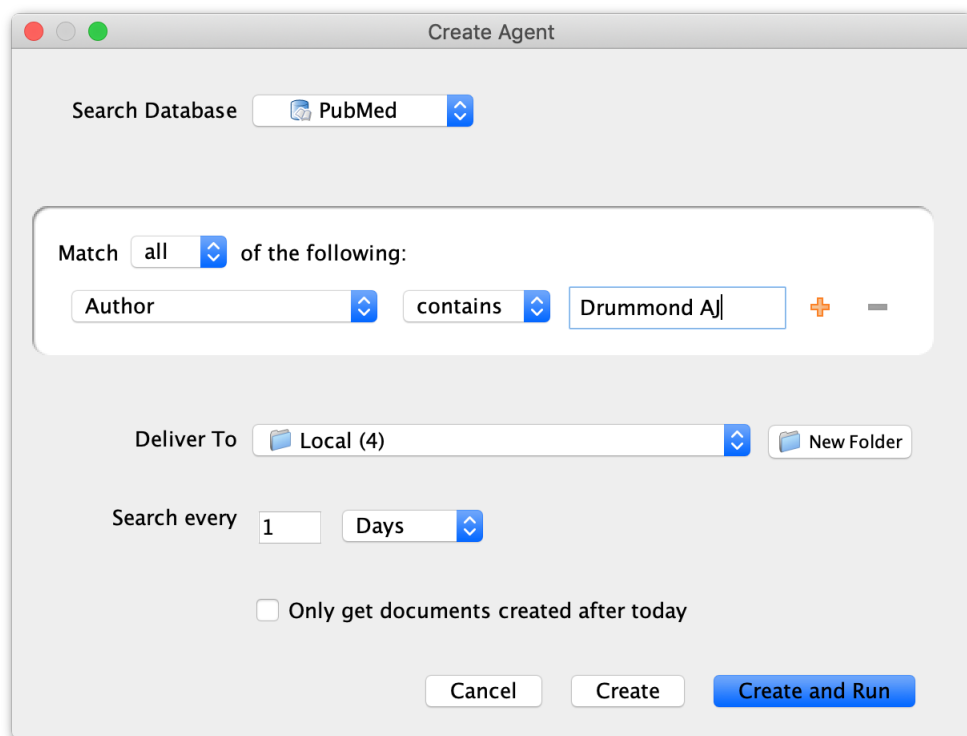 Create Agent
Search Database PubMed
Match all of the following:
Author contains Drummond AJ
Deliver To Local (4) New Folder
Search every 1 Days
Only get documents created after today
Cancel Create Create and Run